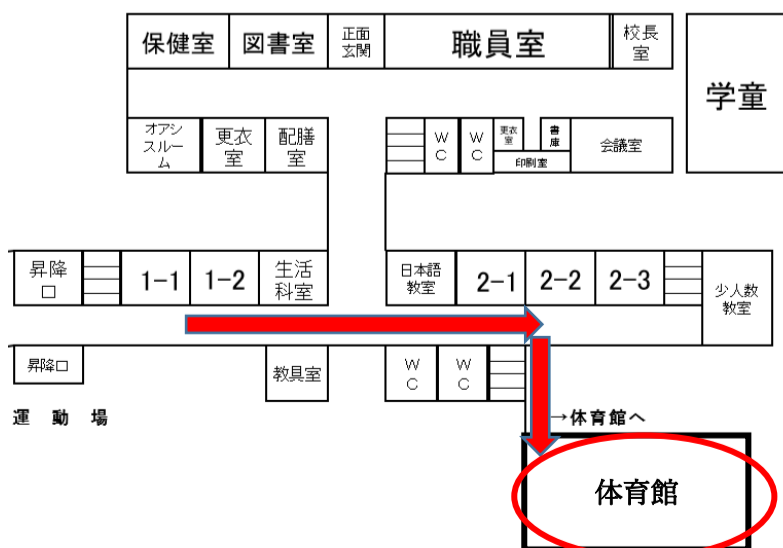 保健室
図書室
正面
玄関
職員室
校長
室
学童
オアシ
スルー
ム
更衣
室
配膳
室
W
C
W
C
更衣
室
書
庫
印刷室
会議室
昇降
口
1-1
1-2
生活
科室
日本語
教室
2-1
2-2
2-3
少人数
教室
昇降口
教具室
W
C
W
C
運動場
→体育館へ
体育館